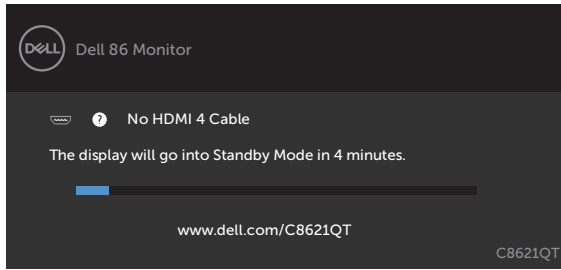 DELL
Dell 86 Monitor
? No HDMI 4 Cable
The display will go into Standby Mode in 4 minutes.
www.dell.com/C8621QT
C8621QT